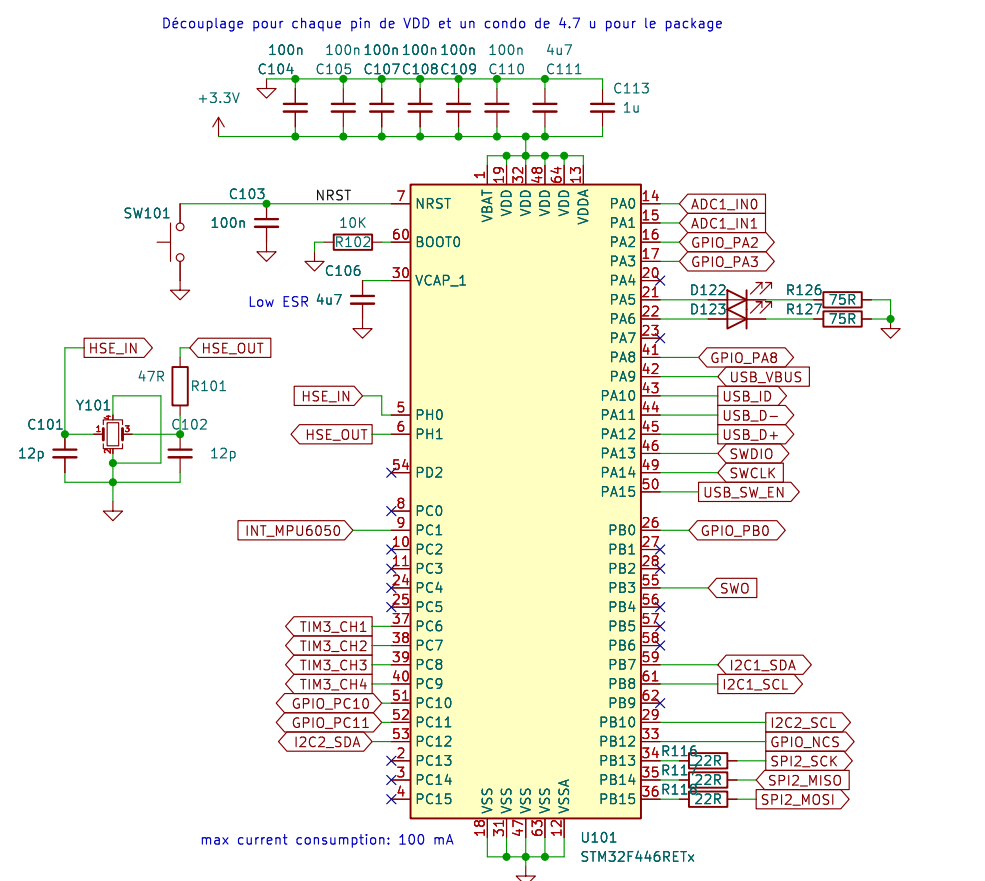 Découplage pour chaque pin de VDD et un condo de 4.7 u pour le package
100n 100n 100n 100n 100n 100n 4u7
C104 C105 C107 C108 C109 C110 C111
C113
1u
+3.3V
1 19 32 48 64 13
VBAT VDD VDD VDD VDD VDDA
SW101
C103
100n
NRST
7 NRST
10K
R102
60 BOOT0
C106
4u7
Low ESR
30 VCAP_1
HSE_IN
HSE_OUT
47R
R101
Y101
1 2 3 4
C101
12p
C102
12p
HSE_IN 5 PH0
HSE_OUT 6 PH1
54 PD2
8 PC0
INT_MPU6050 9 PC1
10 PC2
11 PC3
24 PC4
25 PC5
TIM3_CH1 37 PC6
TIM3_CH2 38 PC7
TIM3_CH3 39 PC8
TIM3_CH4 40 PC9
GPIO_PC10 51 PC10
GPIO_PC11 52 PC11
I2C2_SDA 53 PC12
2 PC13
3 PC14
4 PC15
PA0 14 ADC1_IN0
PA1 15 ADC1_IN1
PA2 16 GPIO_PA2
PA3 17 GPIO_PA3
PA4 20
PA5 21 D122 R126 75R
PA6 22 D123 R127 75R
PA7 23
PA8 41 GPIO_PA8
PA9 42 USB_VBUS
PA10 43 USB_ID
PA11 44 USB_D-
PA12 45 USB_D+
PA13 46 SWDIO
PA14 49 SWCLK
PA15 50 USB_SW_EN
PB0 26 GPIO_PB0
PB1 27
PB2 28
PB3 55 SWO
PB4 56
PB5 57
PB6 58
PB7 59 I2C1_SDA
PB8 61 I2C1_SCL
PB9 62
PB10 29 I2C2_SCL
PB12 33 GPIO_NCS
PB13 34 R116 22R SPI2_SCK
PB14 35 R117 22R SPI2_MISO
PB15 36 R118 22R SPI2_MOSI
VSS VSS VSS VSS VSSA
18 31 47 63 12
max current consumption: 100 mA
U101
STM32F446RETx